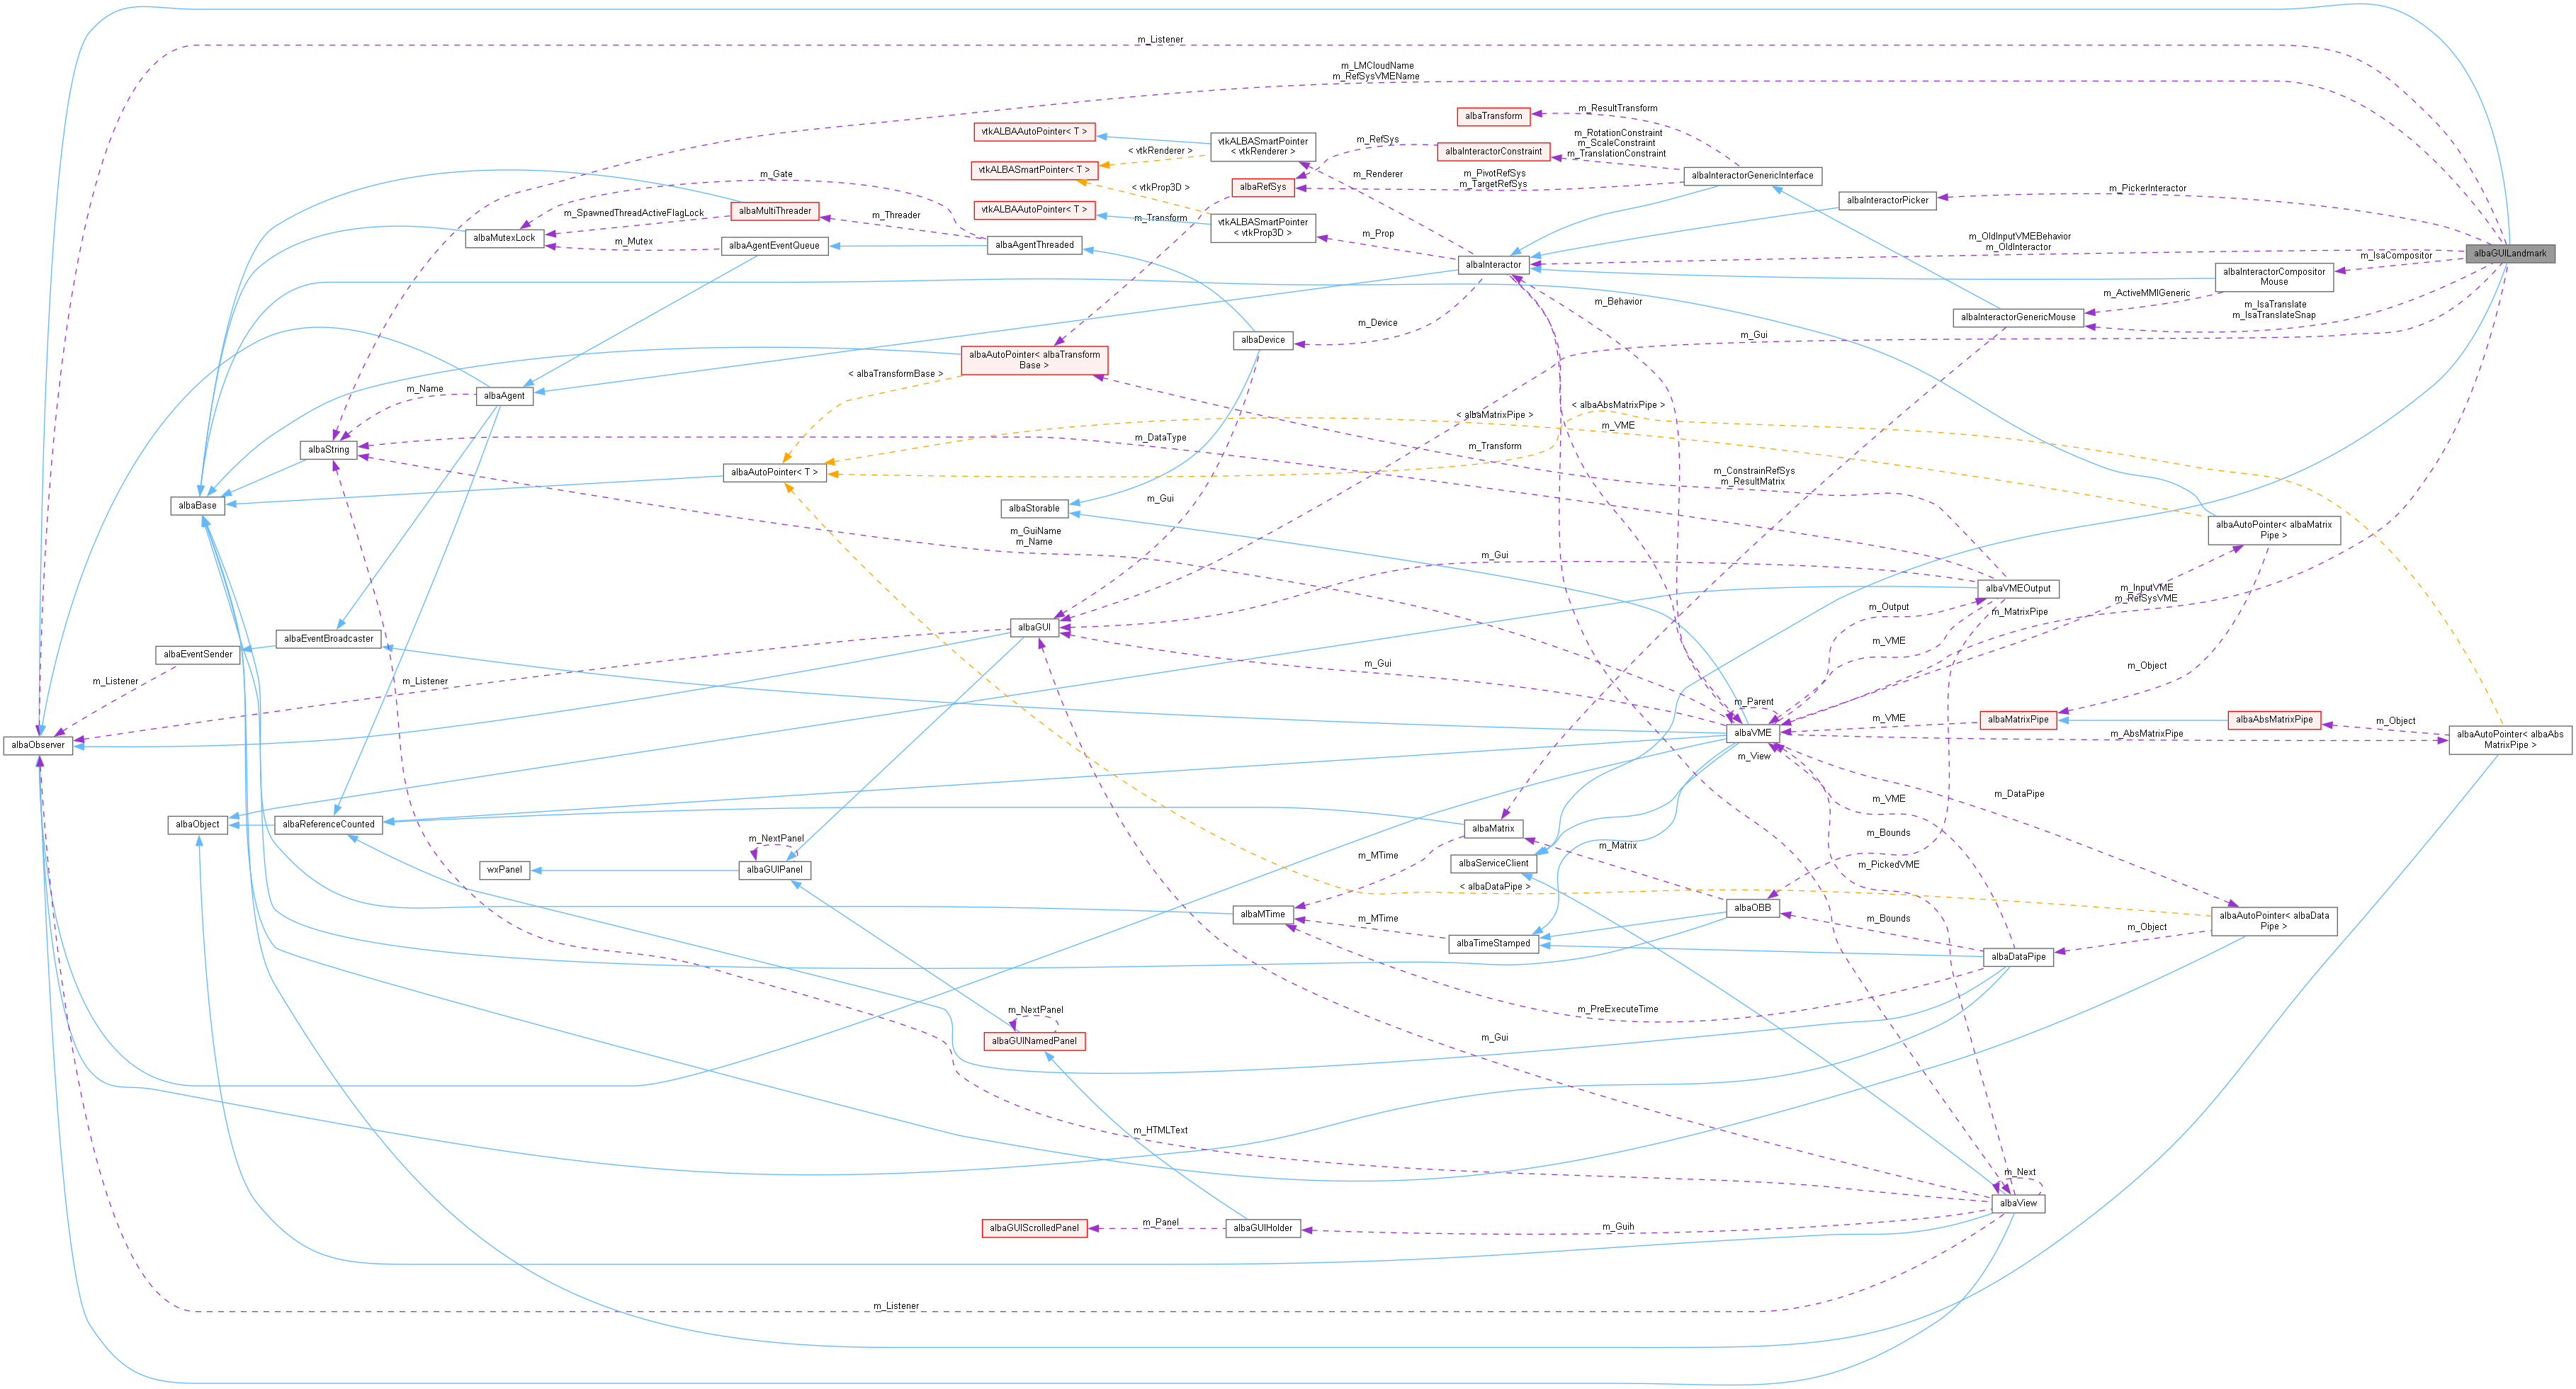 m_Listener
m_LMCloudName
m_RefSysVMEName
m_ResultTransform
albaTransform
vtkALBAAutoPointer< T >
vtkALBASmartPointer
< vtkRenderer >
< vtkRenderer >
m_RefSys
m_RotationConstraint
m_ScaleConstraint
m_TranslationConstraint
albaInteractorConstraint
vtkALBASmartPointer< T >
m_Gate
m_Renderer
albaInteractorGenericInterface
< vtkProp3D >
albaRefSys
m_PivotRefSys
m_TargetRefSys
m_PickerInteractor
albaInteractorPicker
m_SpawnedThreadActiveFlagLock
albaMultiThreader
m_Threader
vtkALBAAutoPointer< T >
m_Transform
vtkALBASmartPointer
< vtkProp3D >
m_Prop
albaMutexLock
m_Mutex
albaAgentEventQueue
albaAgentThreaded
m_OldInputVMEBehavior
m_OldInteractor
albaGUILandmark
m_IsaCompositor
albaInteractor
albaInteractorCompositor
Mouse
m_ActiveMMIGeneric
m_Behavior
m_IsaTranslate
m_IsaTranslateSnap
albaInteractorGenericMouse
m_Device
m_Gui
albaDevice
albaAutoPointer< albaTransform
Base >
< albaTransformBase >
m_Name
albaAgent
< albaMatrixPipe >
< albaAbsMatrixPipe >
m_VME
m_DataType
m_Transform
albaString
albaAutoPointer< T >
m_ConstrainRefSys
m_ResultMatrix
m_Gui
albaBase
albaStorable
albaAutoPointer< albaMatrix
Pipe >
m_GuiName
m_Name
m_Gui
albaVMEOutput
m_InputVME
m_RefSysVME
m_Output
m_MatrixPipe
albaGUI
albaEventBroadcaster
albaEventSender
m_VME
m_Gui
m_Object
m_Listener
m_Listener
m_Parent
albaVME
m_VME
albaMatrixPipe
albaAbsMatrixPipe
m_Object
m_AbsMatrixPipe
albaAutoPointer< albaAbs
MatrixPipe >
albaObserver
m_View
m_DataPipe
m_VME
albaObject
albaReferenceCounted
albaMatrix
m_Bounds
m_NextPanel
m_Matrix
m_MTime
albaServiceClient
m_PickedVME
wxPanel
albaGUIPanel
< albaDataPipe >
albaMTime
m_MTime
albaOBB
m_Bounds
albaAutoPointer< albaData
Pipe >
m_Object
albaTimeStamped
albaDataPipe
m_PreExecuteTime
m_NextPanel
albaGUINamedPanel
m_Gui
m_HTMLText
m_Next
albaView
albaGUIScrolledPanel
m_Panel
albaGUIHolder
m_Guih
m_Listener